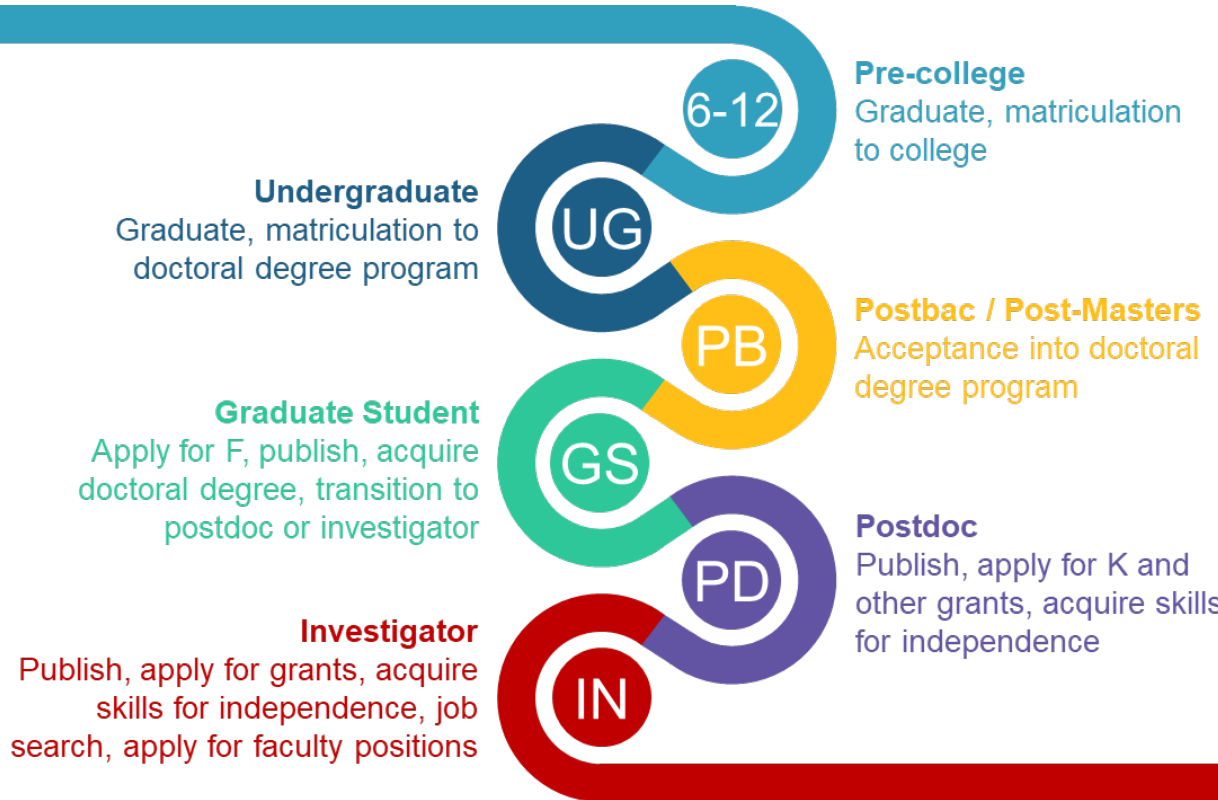 6-12
Pre-college
Graduate, matriculation
to college
Undergraduate
Graduate, matriculation to
doctoral degree program
UG
Postbac / Post-Masters
Acceptance into doctoral
degree program
PB
Graduate Student
Apply for F, publish, acquire
doctoral degree, transition to
postdoc or investigator
GS
Postdoc
Publish, apply for K and
other grants, acquire skills
for independence
PD
Investigator
Publish, apply for grants, acquire
skills for independence, job
search, apply for faculty positions
IN